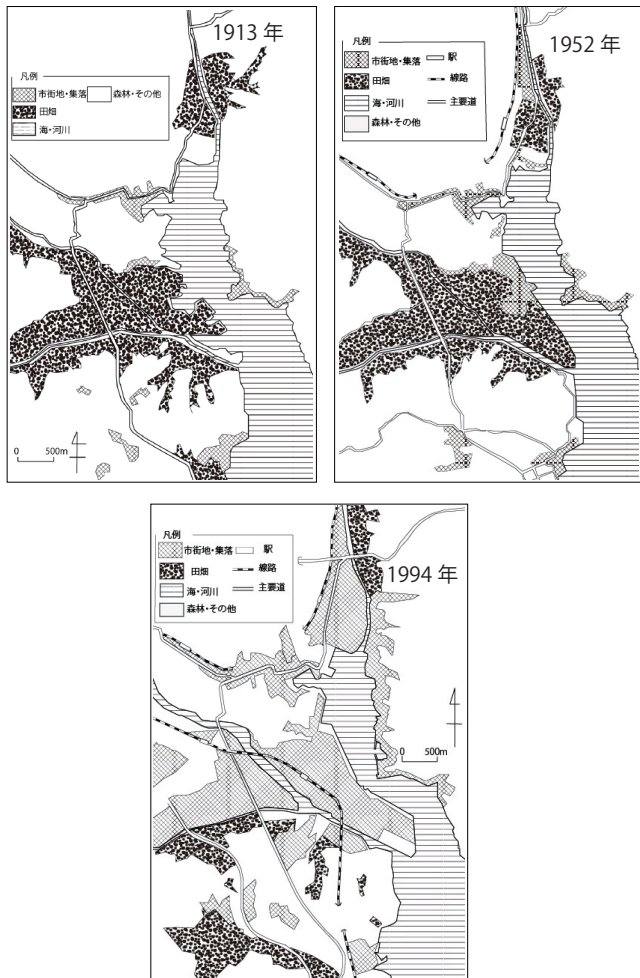 1913 年
凡例
市街地・集落 森林・その他
田畑
海・河川
0 500m
1952 年
凡例
市街地・集落 駅
田畑 線路
海・河川 主要道
森林・その他
1994 年
凡例
市街地・集落 駅
田畑 線路
海・河川 主要道
森林・その他
0 500m